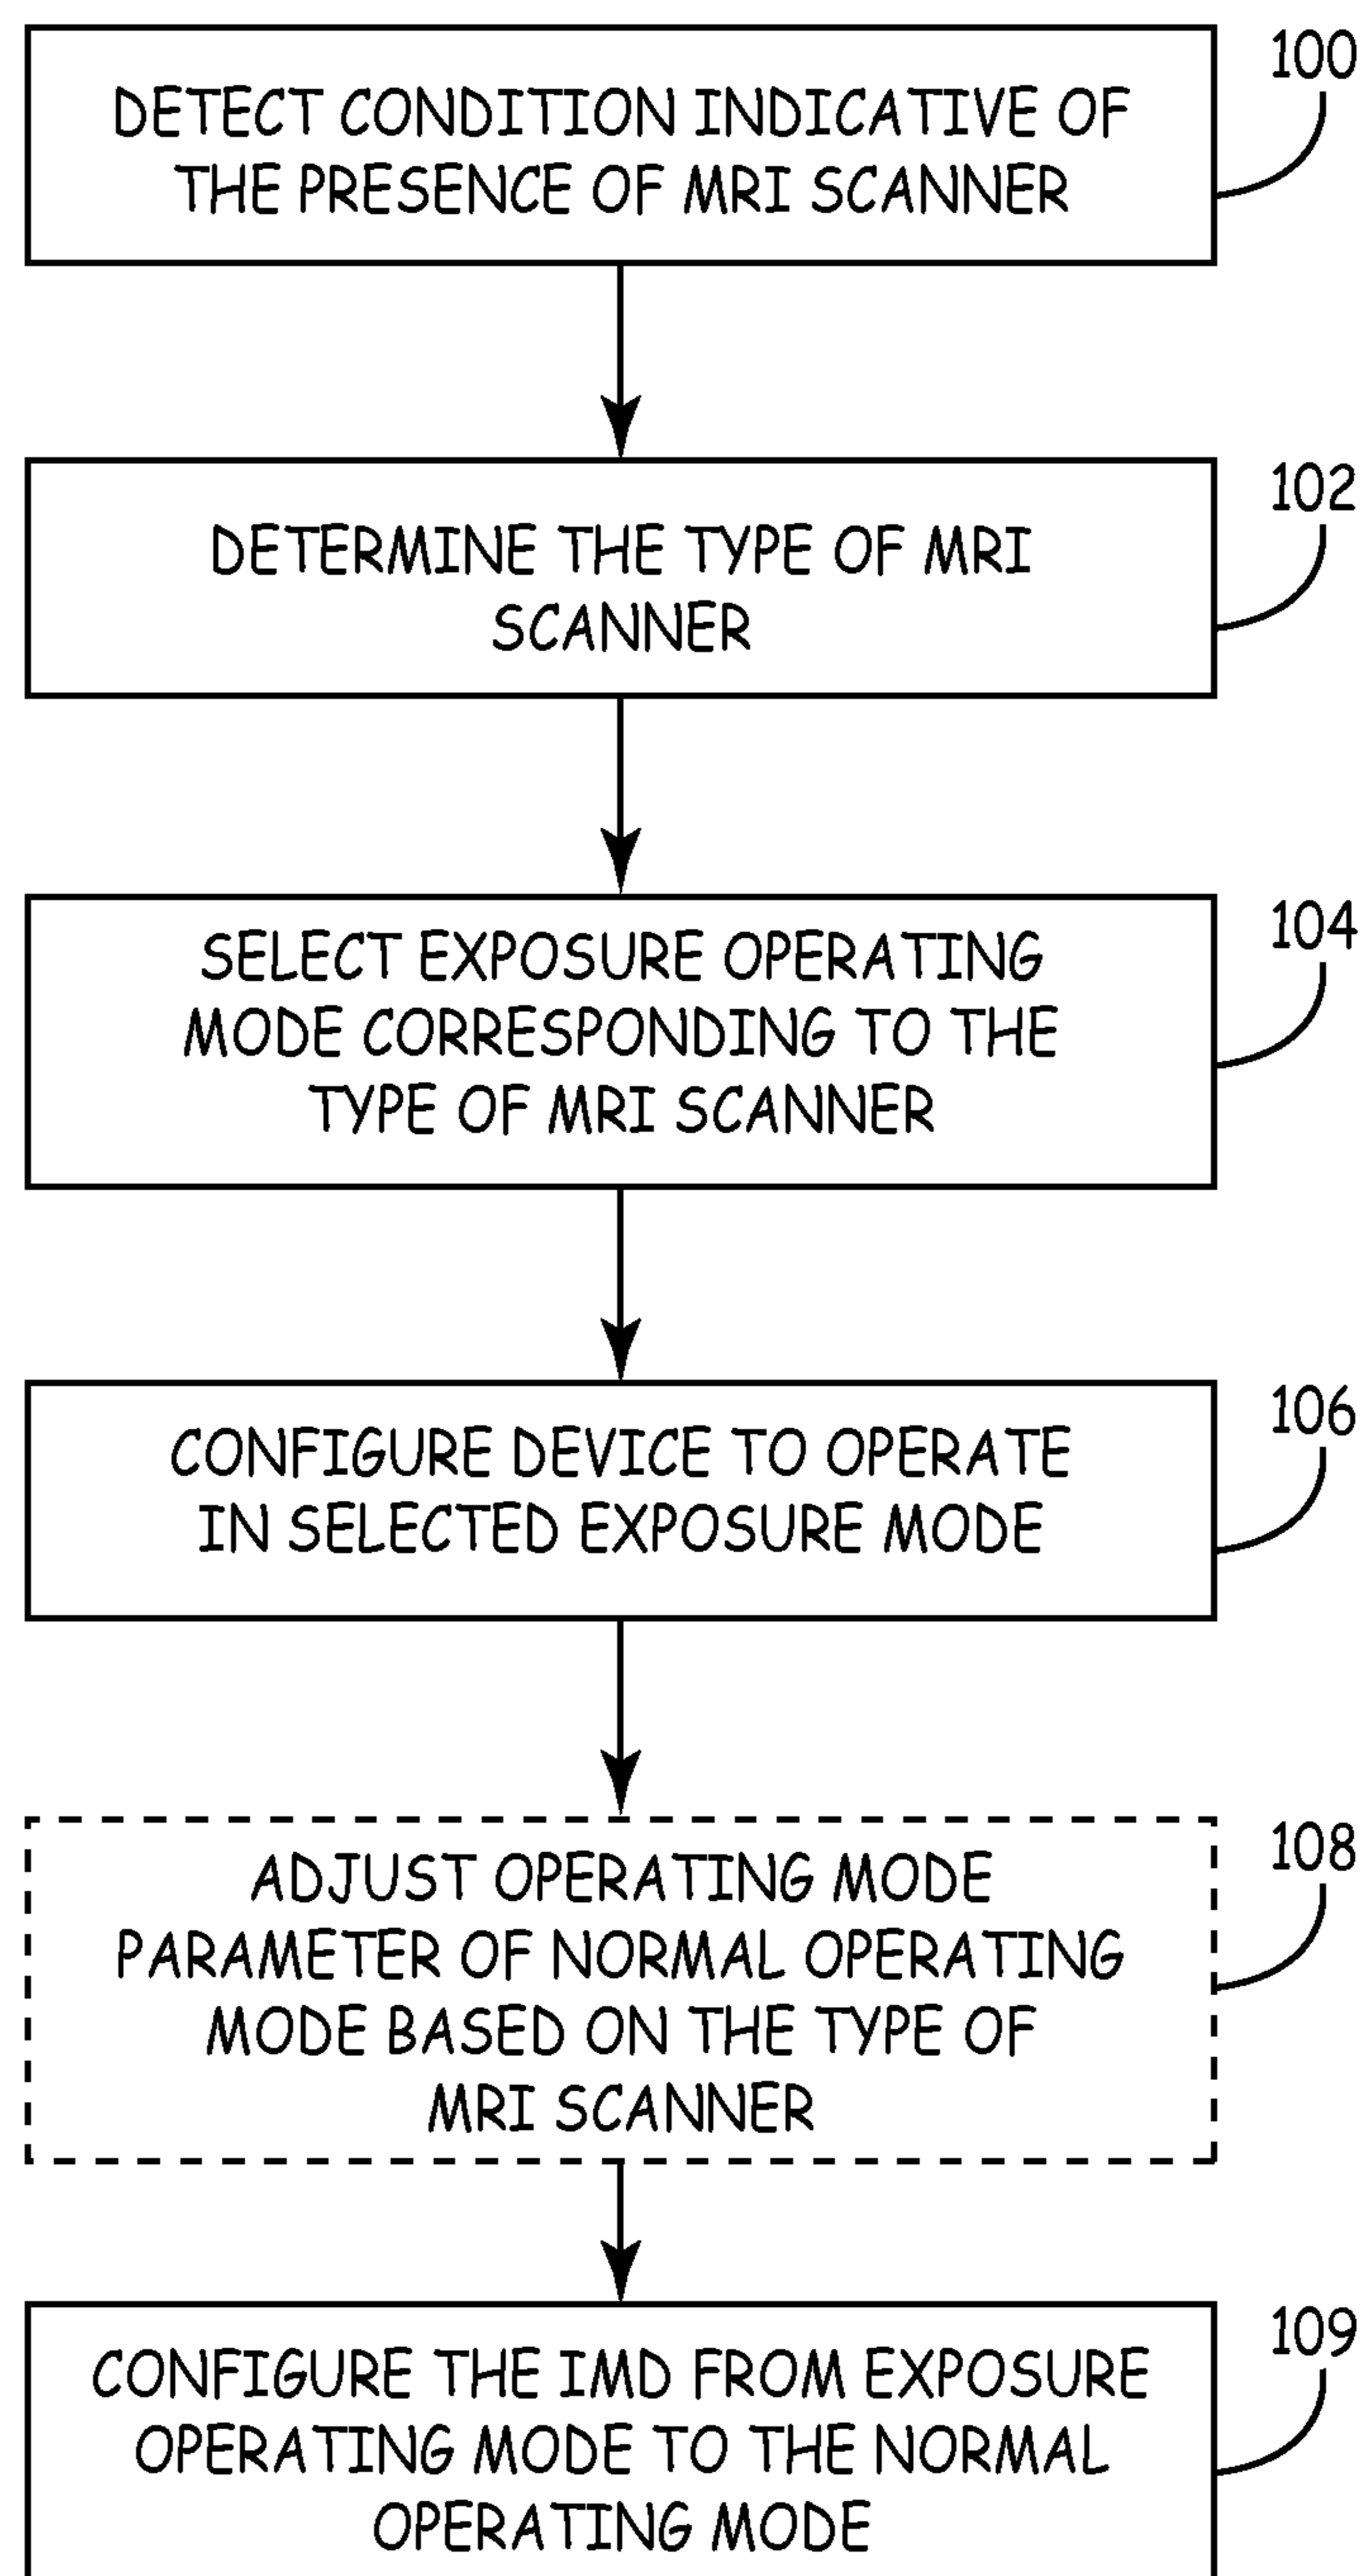 DETECT CONDITION INDICATIVE OF
THE PRESENCE OF MRI SCANNER
100
DETERMINE THE TYPE OF MRI
SCANNER
102
SELECT EXPOSURE OPERATING
MODE CORRESPONDING TO THE
TYPE OF MRI SCANNER
104
CONFIGURE DEVICE TO OPERATE
IN SELECTED EXPOSURE MODE
106
ADJUST OPERATING MODE
PARAMETER OF NORMAL OPERATING
MODE BASED ON THE TYPE OF
MRI SCANNER
108
CONFIGURE THE IMD FROM EXPOSURE
OPERATING MODE TO THE NORMAL
OPERATING MODE
109